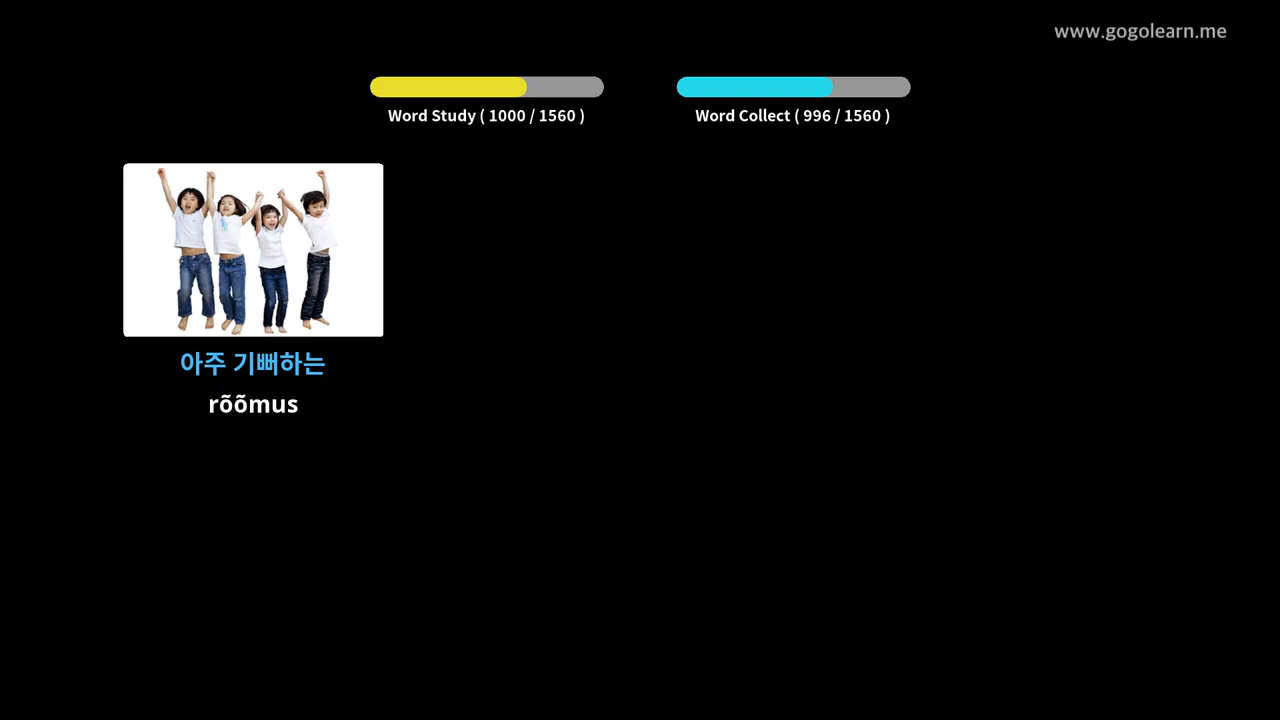 www.gogolearn.me
Word Study ( 1000 / 1560 )
Word Collect ( 996 / 1560 )
아주 기뻐하는
rõõmus